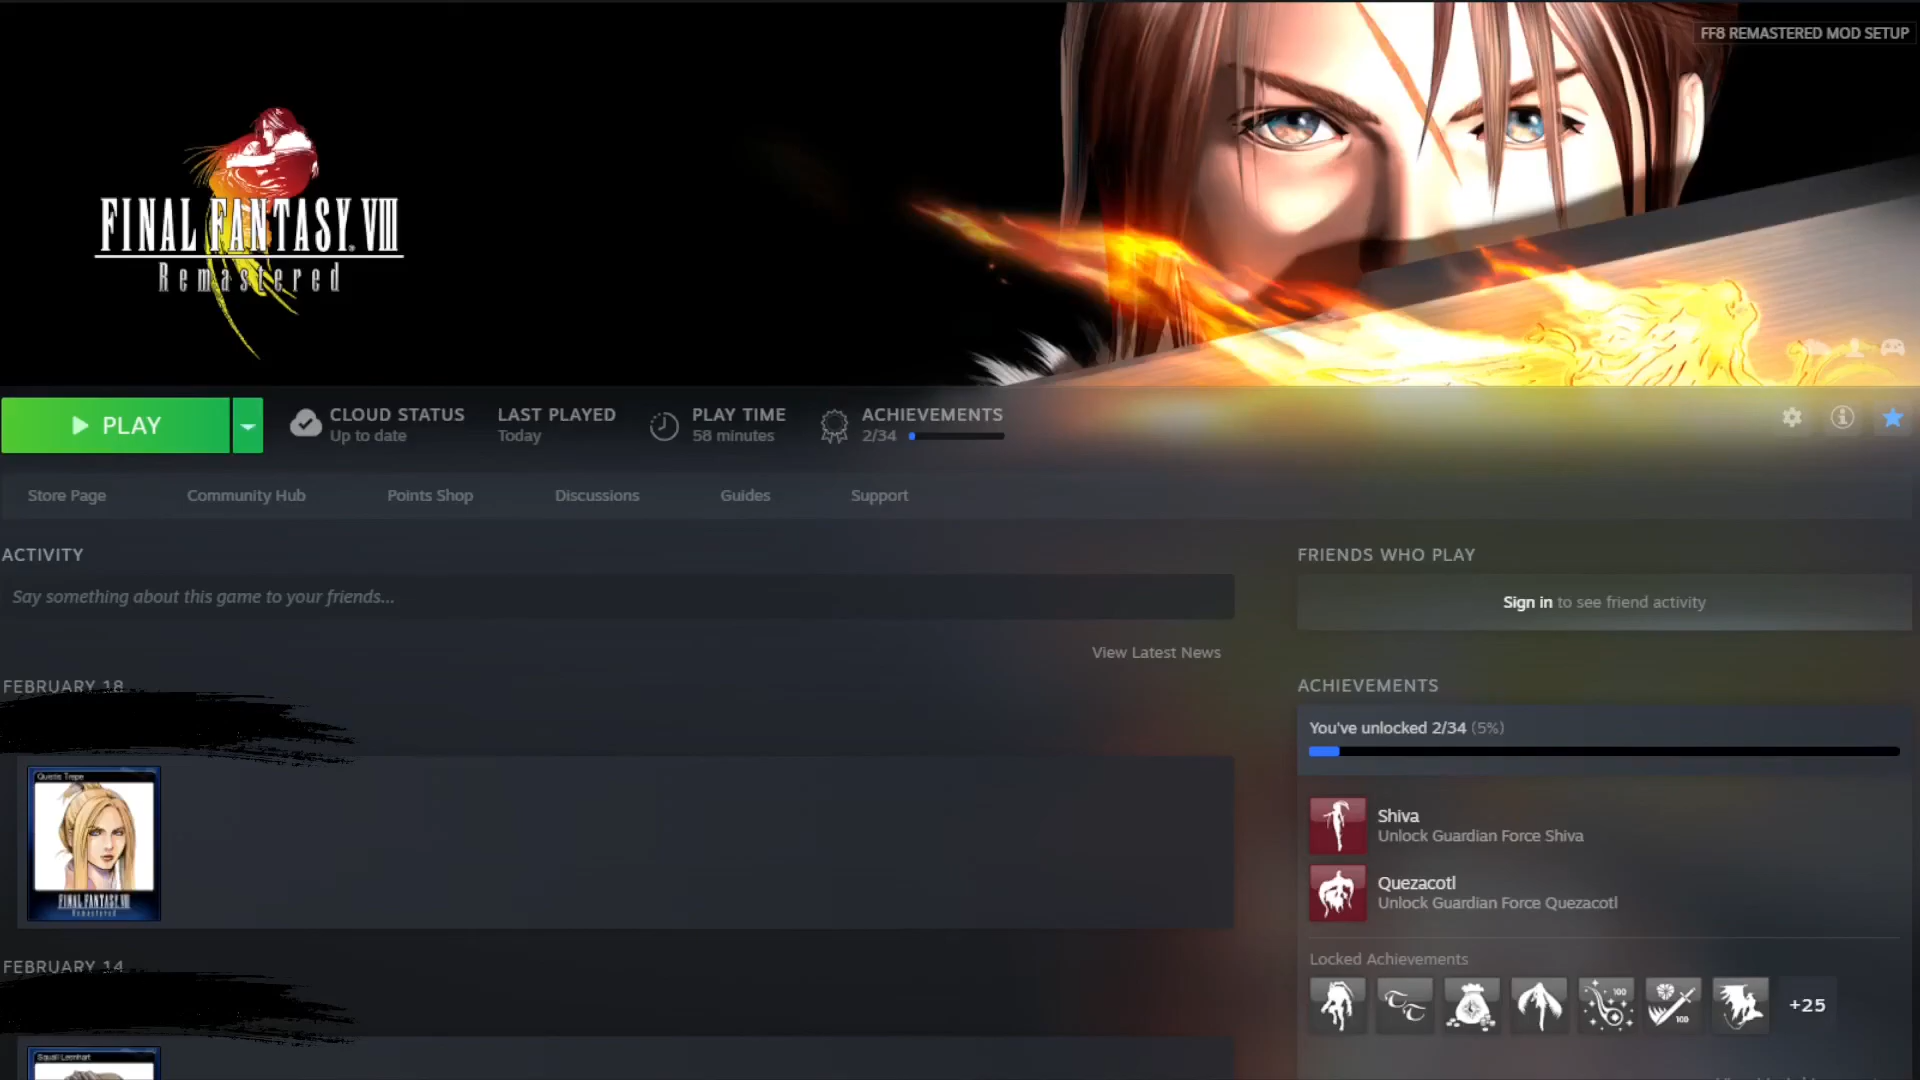 FF8 REMASTERED MOD SETUP
FINAL FANTASY VIII
Remastered
PLAY
CLOUD STATUS
Up to date
LAST PLAYED
Today
PLAY TIME
58 minutes
ACHIEVEMENTS
2/34
Store Page
Community Hub
Points Shop
Discussions
Guides
Support
ACTIVITY
Say something about this game to your friends...
View Latest News
FEBRUARY 18
Quistis Trepe
FINAL FANTASY VIII
Remastered
FEBRUARY 14
Squall Leonhart
FRIENDS WHO PLAY
Sign in to see friend activity
ACHIEVEMENTS
You've unlocked 2/34 (5%)
Shiva
Unlock Guardian Force Shiva
Quezacotl
Unlock Guardian Force Quezacotl
Locked Achievements
100
100
+25